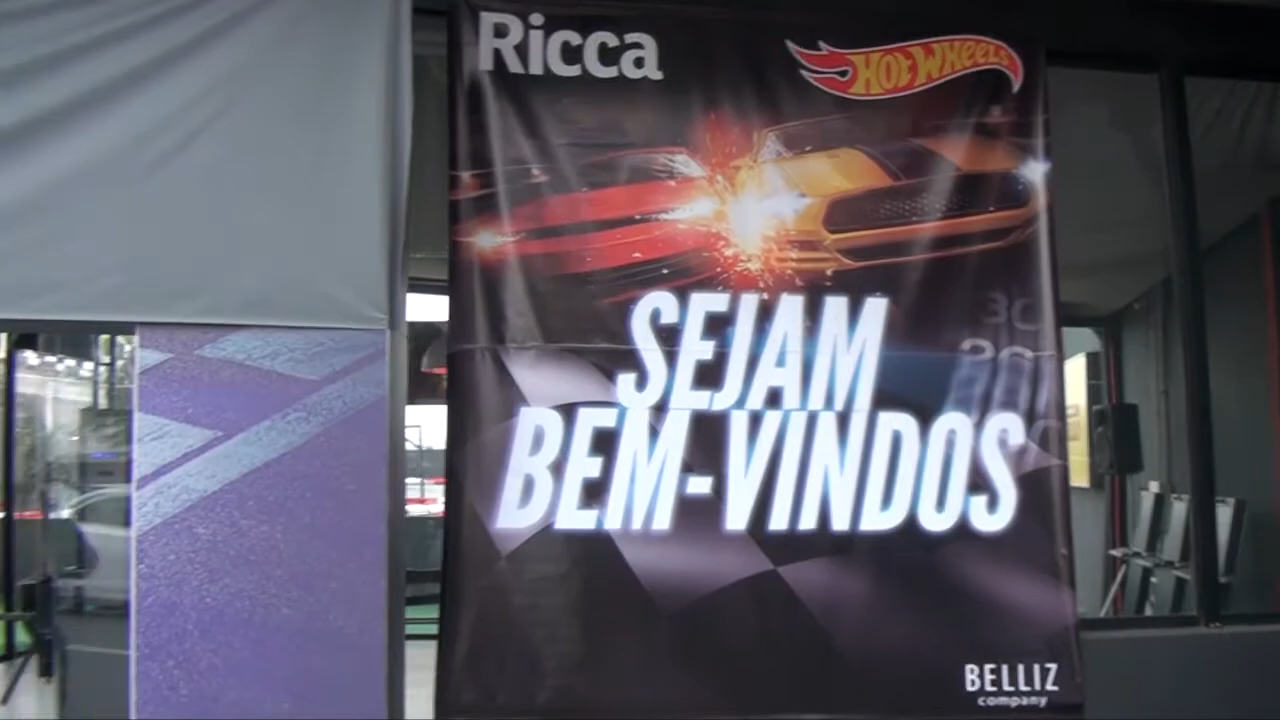 Ricca
HOT WHEELS
SEJAM
BEM-VINDOS
BELLIZ
company